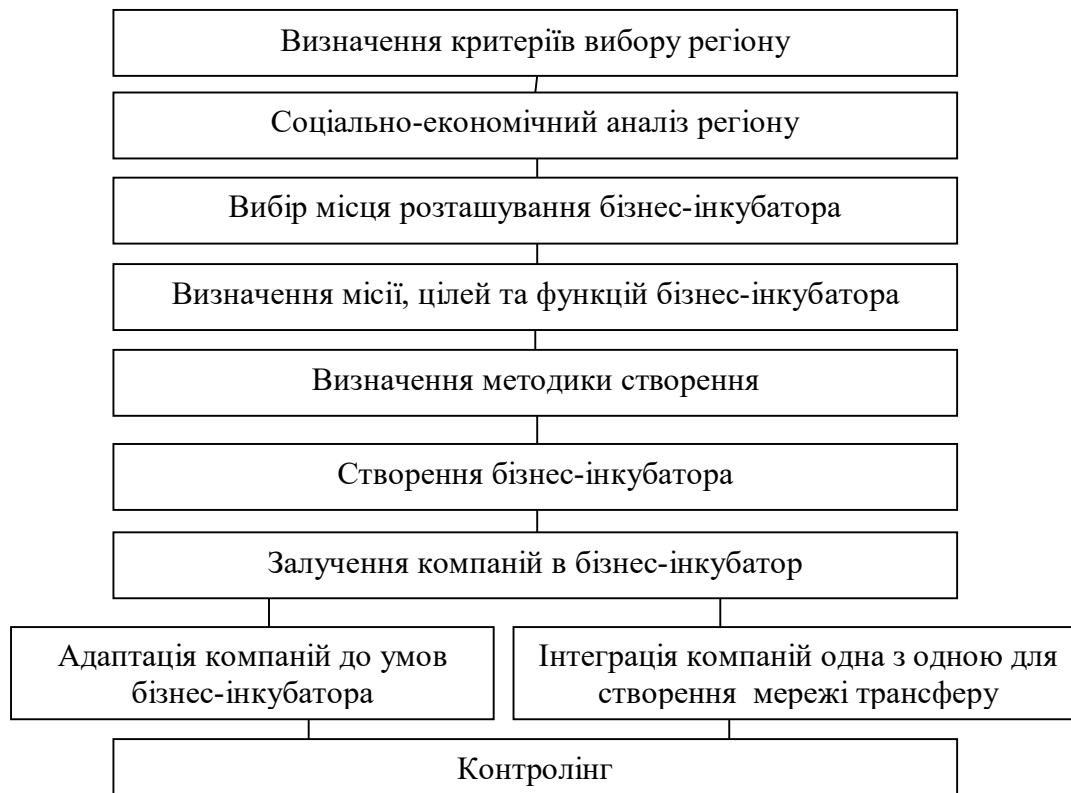 Визначення критеріїв вибору регіону
Соціально-економічний аналіз регіону
Вибір місця розташування бізнес-інкубатора
Визначення місії, цілей та функцій бізнес-інкубатора
Визначення методики створення
Створення бізнес-інкубатора
Залучення компаній в бізнес-інкубатор
Адаптація компаній до умов
бізнес-інкубатора
Інтеграція компаній одна з одною для
створення мережі трансферу
Контролінг